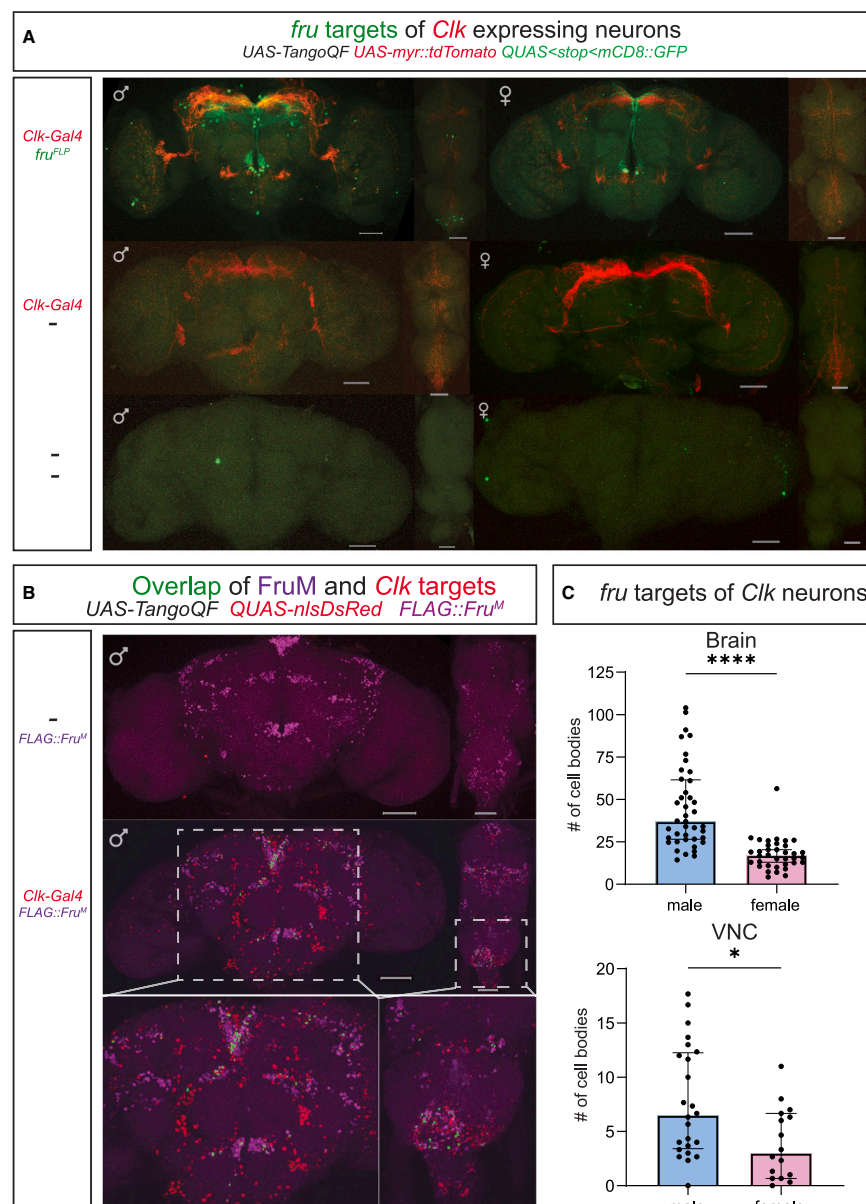 A
fru targets of Clk expressing neurons
UAS-TangoQF UAS-myr::tdTomato QUAS<stop<mCD8::GFP
Clk-Gal4
fruFLP
♂
♀
Clk-Gal4
-
♂
♀
-
-
♂
♀
B
Overlap of FruM and Clk targets
UAS-TangoQF QUAS-nlsDsRed FLAG::FruM
-
FLAG::FruM
♂
Clk-Gal4
FLAG::FruM
♂
C
fru targets of Clk neurons
Brain
****
# of cell bodies
125
100
75
50
25
0
male
female
VNC
*
# of cell bodies
20
15
10
5
0
male
female